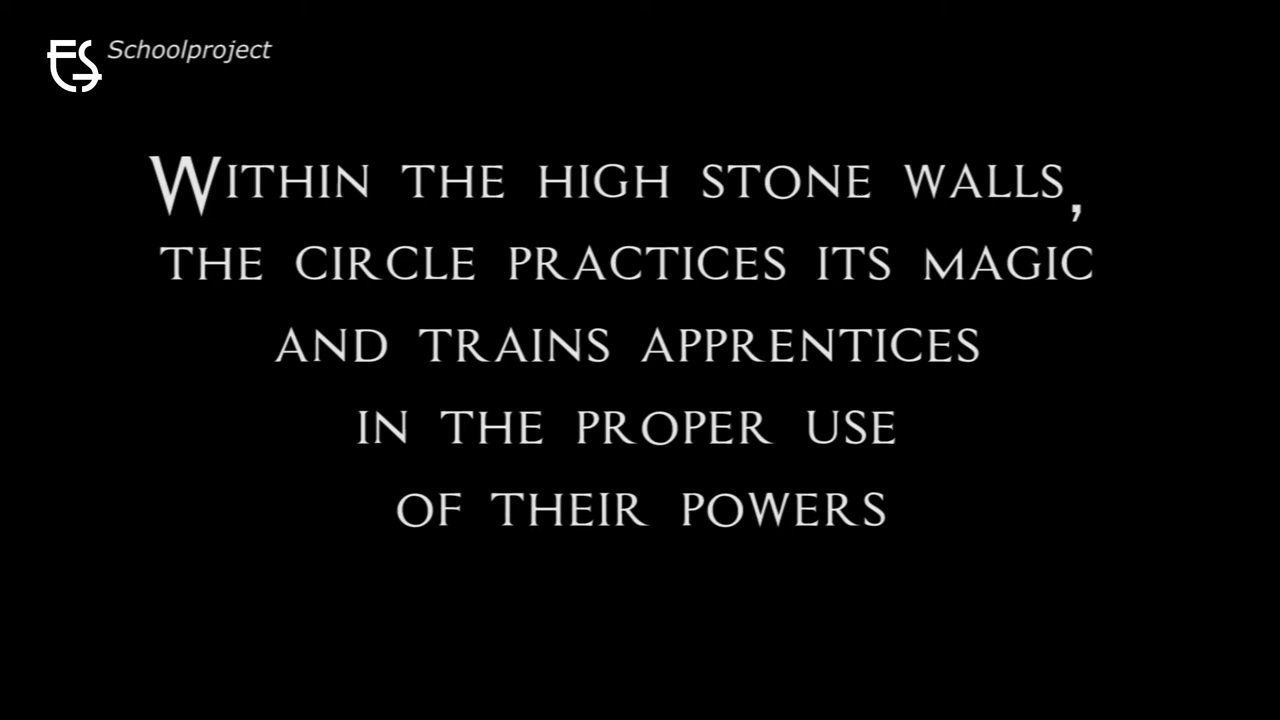 Schoolproject
WITHIN THE HIGH STONE WALLS,
THE CIRCLE PRACTICES ITS MAGIC
AND TRAINS APPRENTICES
IN THE PROPER USE
OF THEIR POWERS